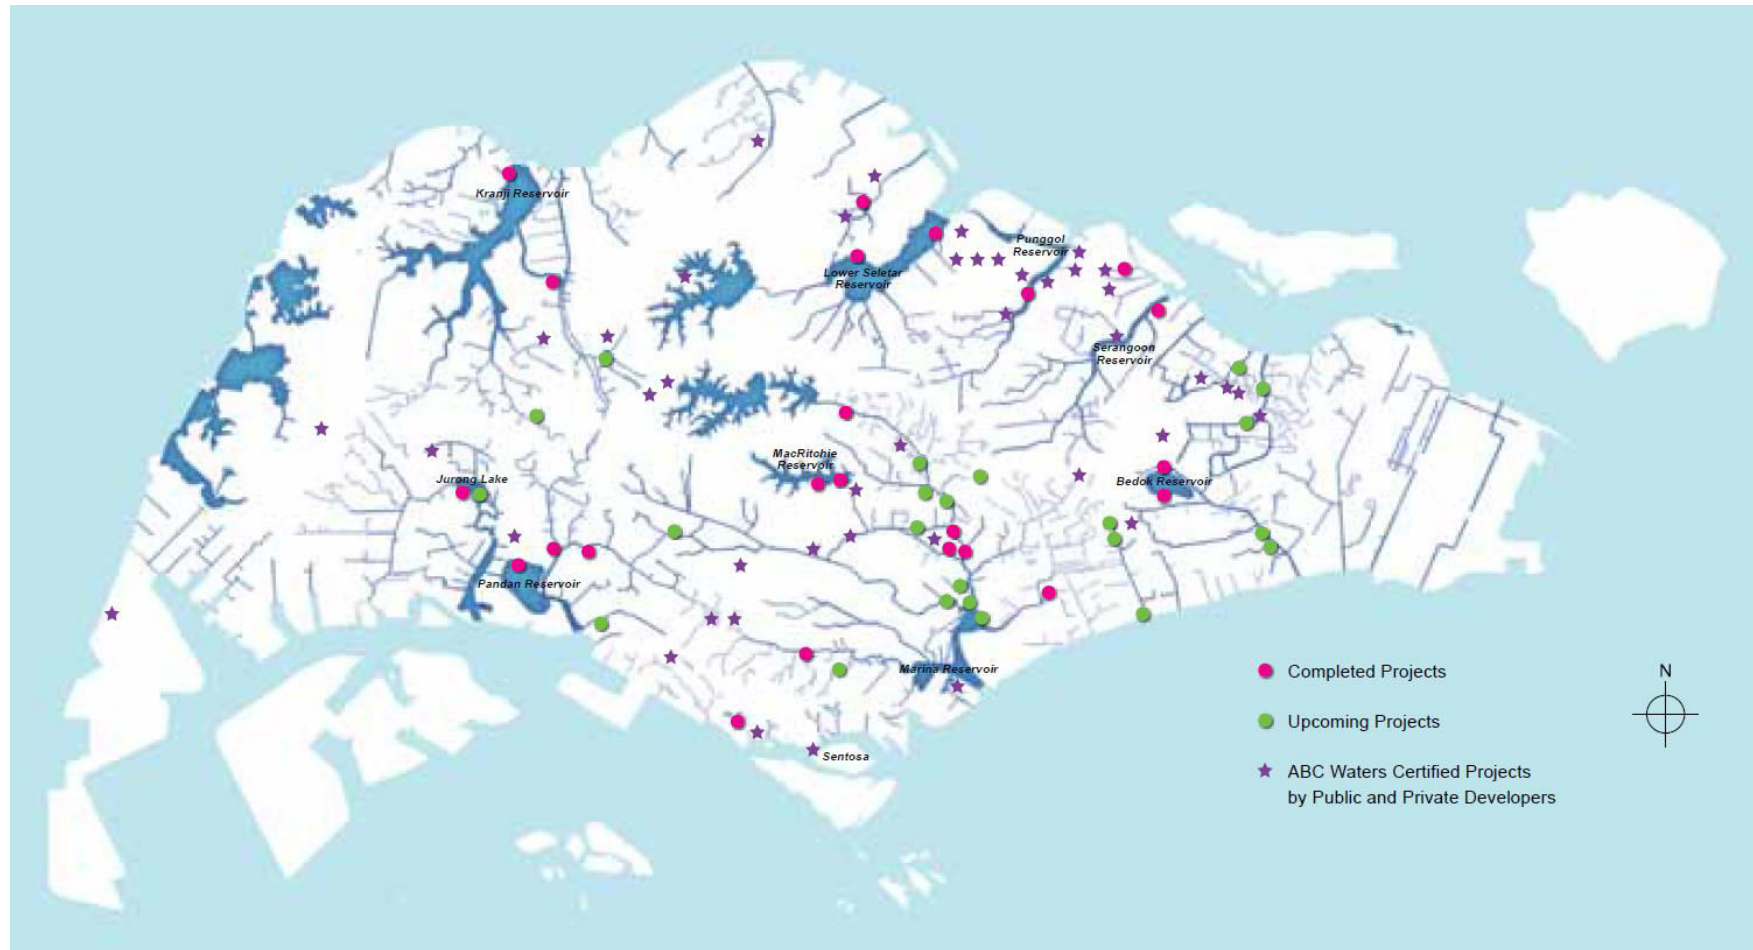 Kranji Reservoir
Punggol
Reservoir
Lower Seletar
Reservoir
Serangoon
Reservoir
MacRitchie
Reservoir
Jurong Lake
Bedok Reservoir
Pandan Reservoir
Marina Reservoir
Sentosa
Completed Projects
Upcoming Projects
ABC Waters Certified Projects
by Public and Private Developers
N